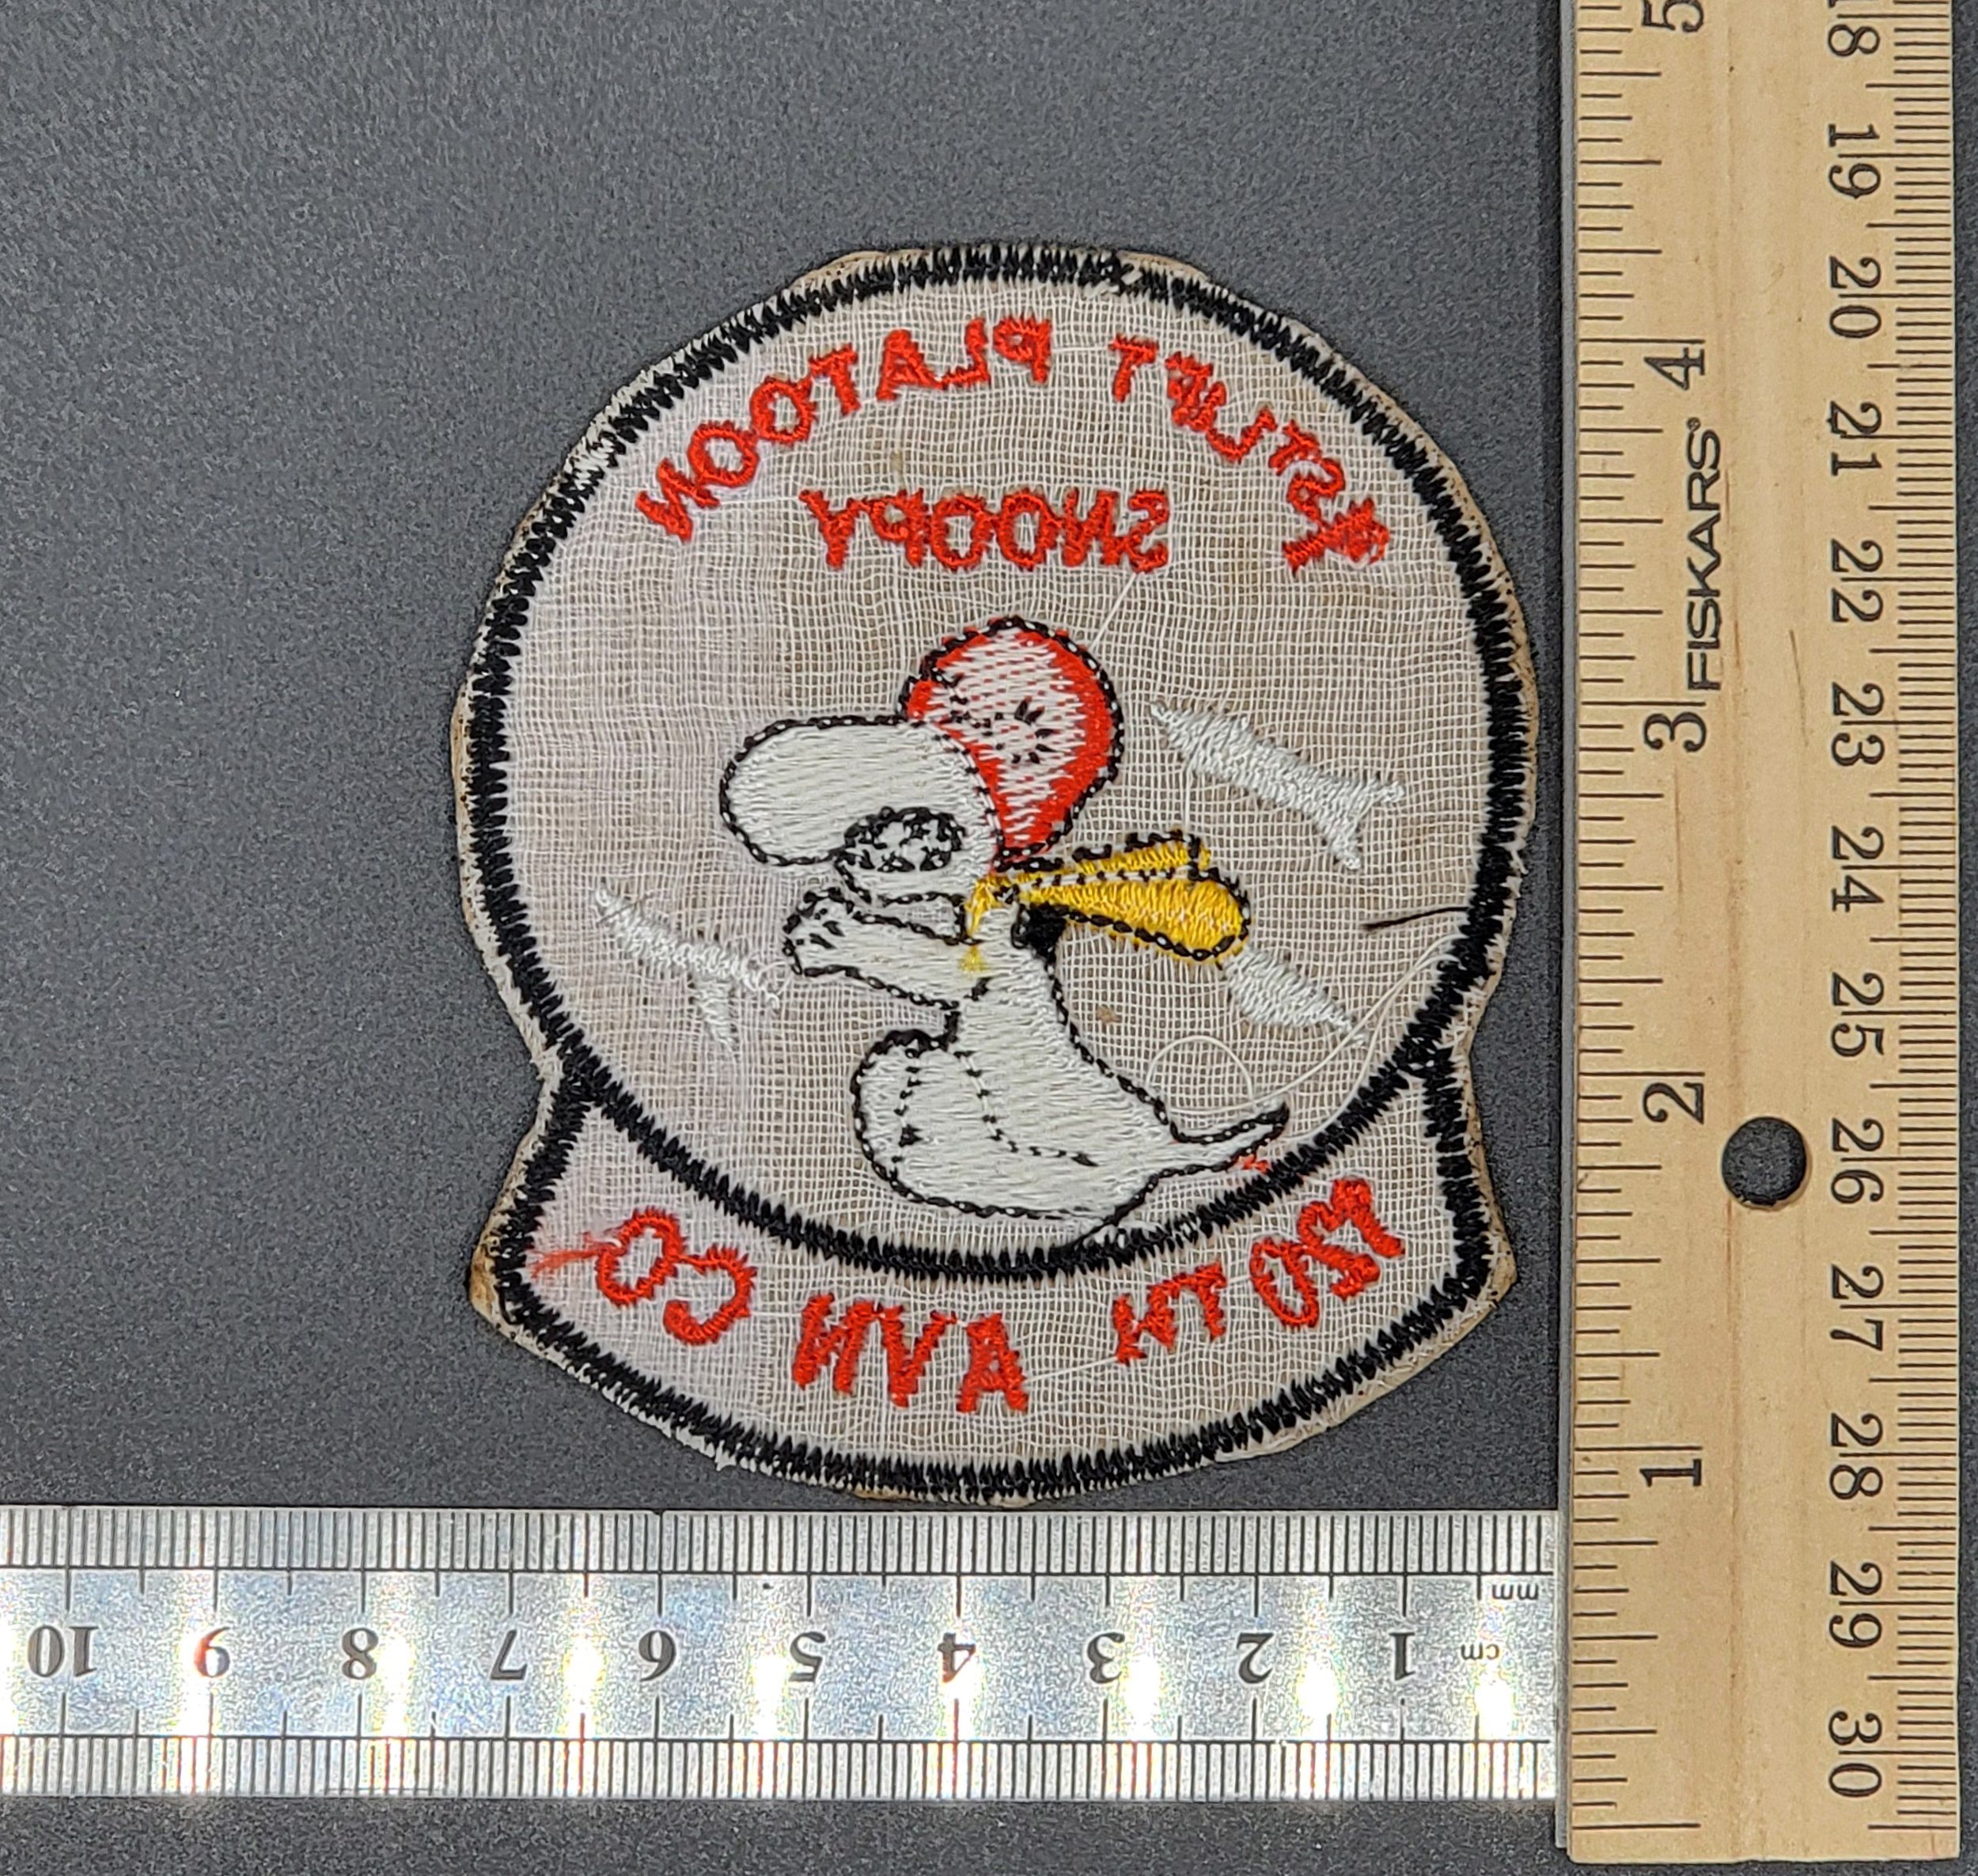 1ST LIFT PLATOON
SNOOPY
170TH AVN CO
5
4
3
2
1
FISKARS®
18 19 20 21 22 23 24 25 26 27 28 29 30
mm
cm
1 2 3 4 5 6 7 8 9 10